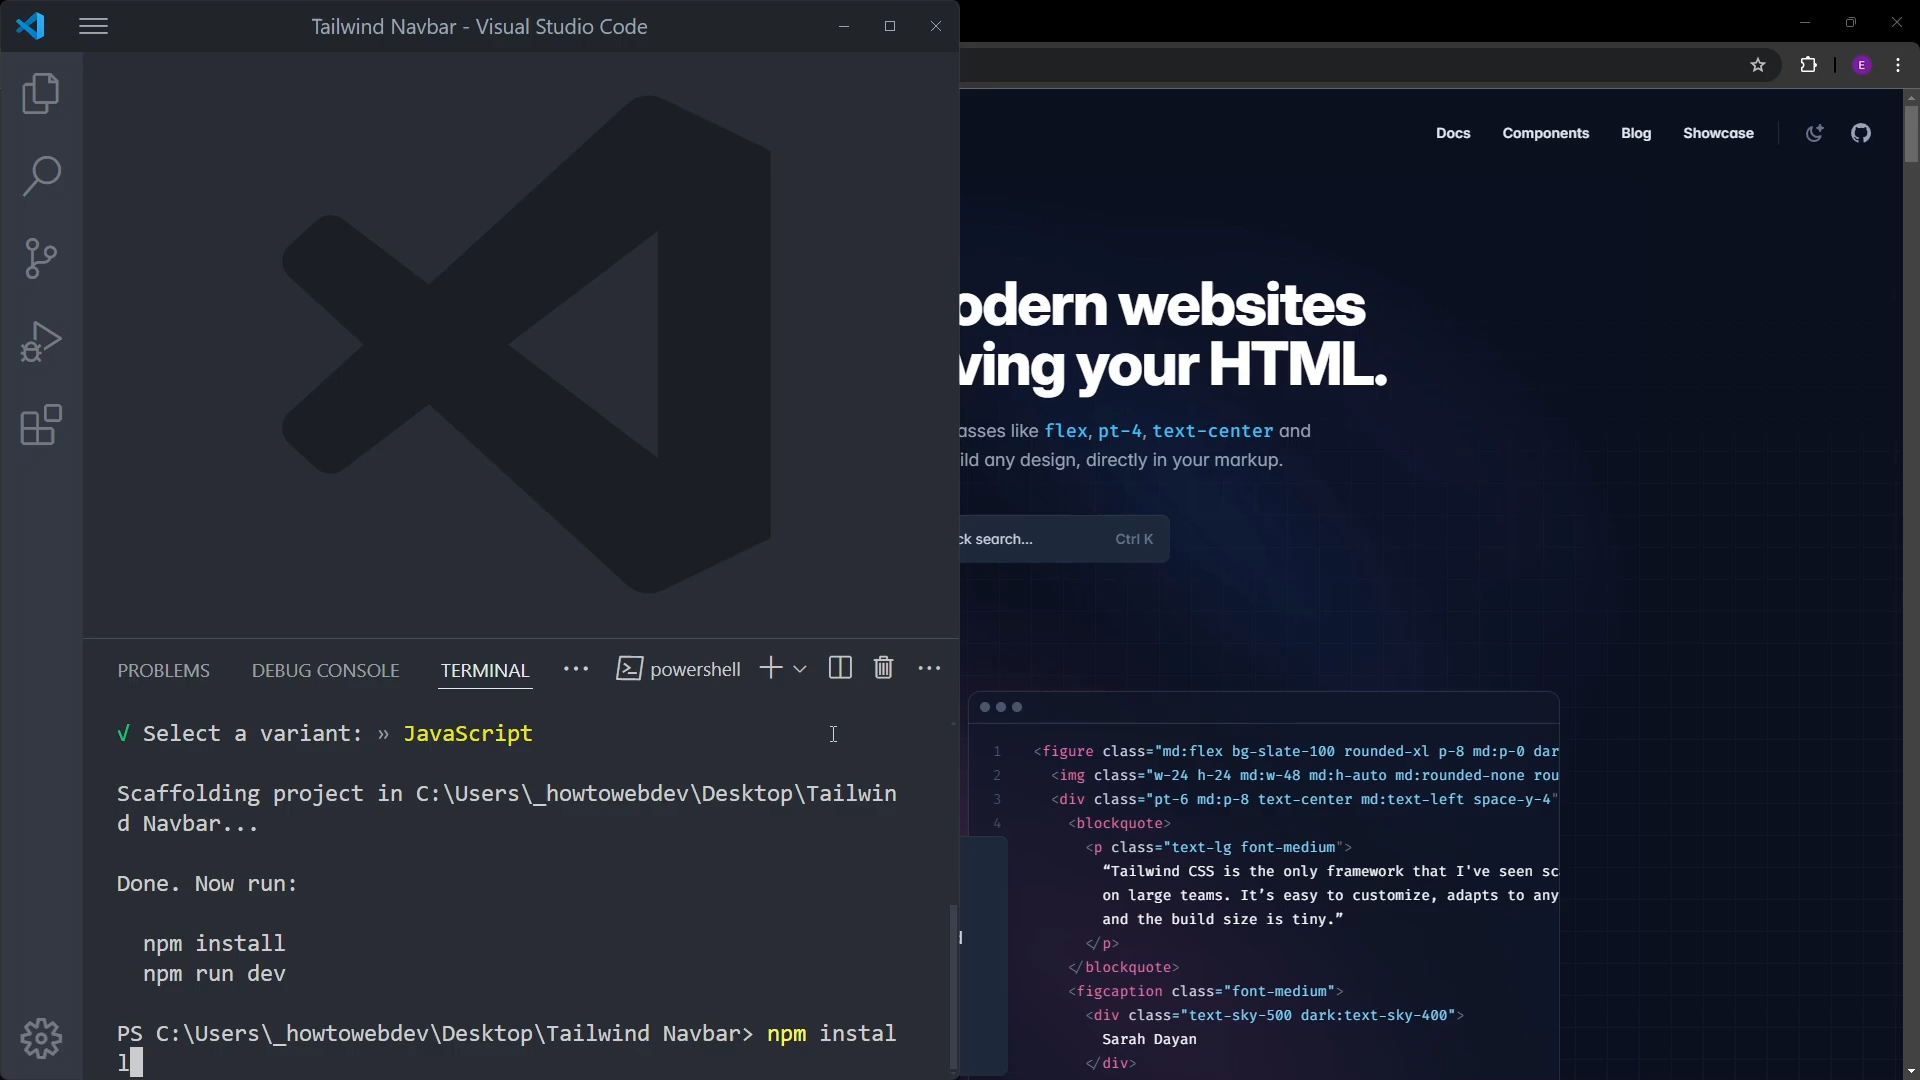 Tailwind Navbar - Visual Studio Code
PROBLEMS
DEBUG CONSOLE
TERMINAL
powershell
√ Select a variant: » JavaScript
Scaffolding project in C:\Users\_howtowebdev\Desktop\Tailwin
d Navbar...
Done. Now run:
npm install
npm run dev
PS C:\Users\_howtowebdev\Desktop\Tailwind Navbar> npm instal
l
E
Docs
Components
Blog
Showcase
odern websites
ving your HTML.
asses like flex, pt-4, text-center and
ild any design, directly in your markup.
ck search...
Ctrl K
1 <figure class="md:flex bg-slate-100 rounded-xl p-8 md:p-0 dar
2 <img class="w-24 h-24 md:w-48 md:h-auto md:rounded-none rou
3 <div class="pt-6 md:p-8 text-center md:text-left space-y-4"
4 <blockquote>
<p class="text-lg font-medium">
“Tailwind CSS is the only framework that I've seen sc
on large teams. It’s easy to customize, adapts to any
and the build size is tiny.”
</p>
</blockquote>
<figcaption class="font-medium">
<div class="text-sky-500 dark:text-sky-400">
Sarah Dayan
</div>